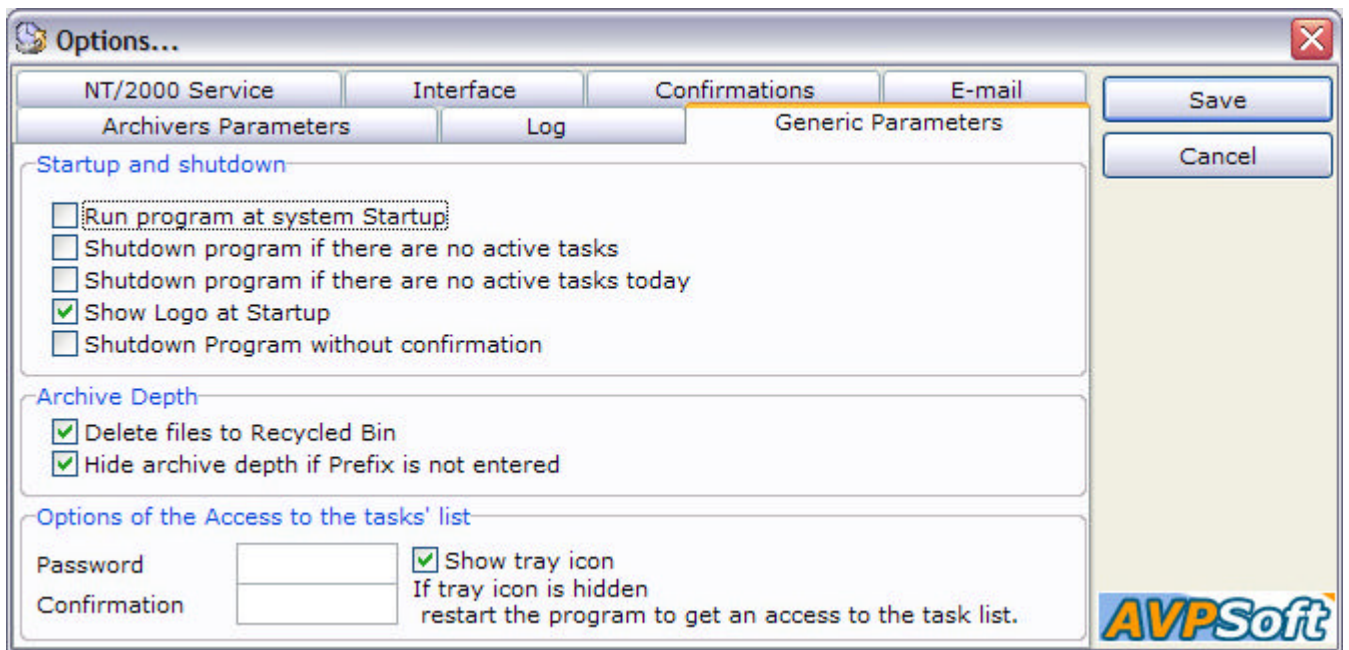 Options...
NT/2000 Service
Interface
Confirmations
E-mail
Archivers Parameters
Log
Generic Parameters
Save
Cancel
Startup and shutdown
Run program at system Startup
Shutdown program if there are no active tasks
Shutdown program if there are no active tasks today
Show Logo at Startup
Shutdown Program without confirmation
Archive Depth
Delete files to Recycled Bin
Hide archive depth if Prefix is not entered
Options of the Access to the tasks' list
Password
Confirmation
Show tray icon
If tray icon is hidden
restart the program to get an access to the task list.
AVPSoft